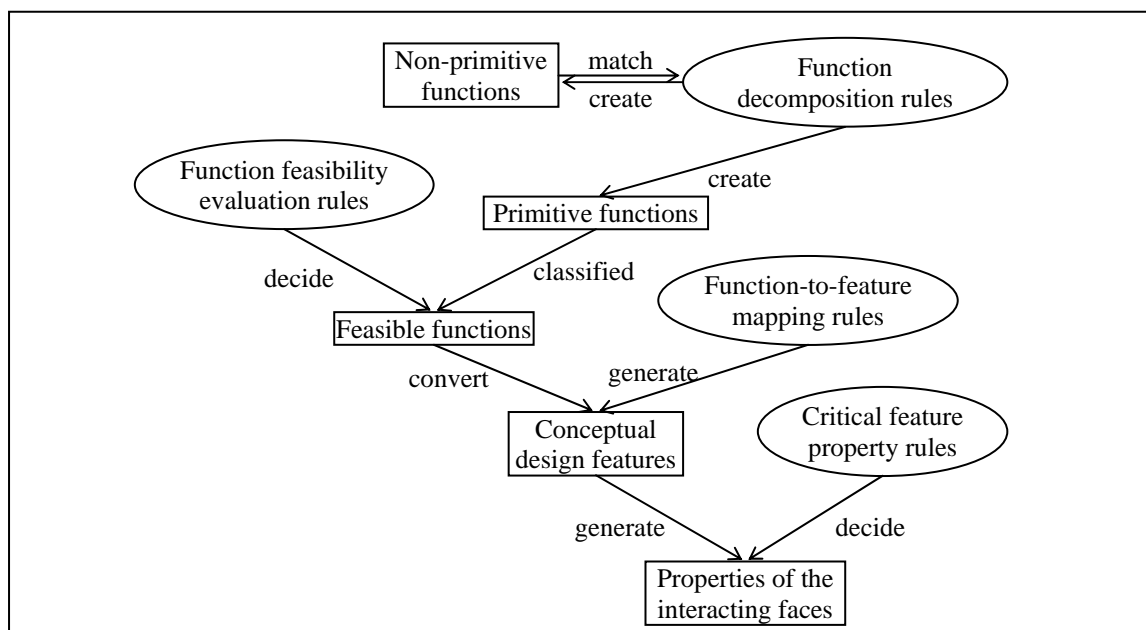 Non-primitive
functions
match
create
Function
decomposition rules
create
Function feasibility
evaluation rules
Primitive functions
decide
classified
Function-to-feature
mapping rules
Feasible functions
convert
generate
Conceptual
design features
Critical feature
property rules
generate
decide
Properties of the
interacting faces